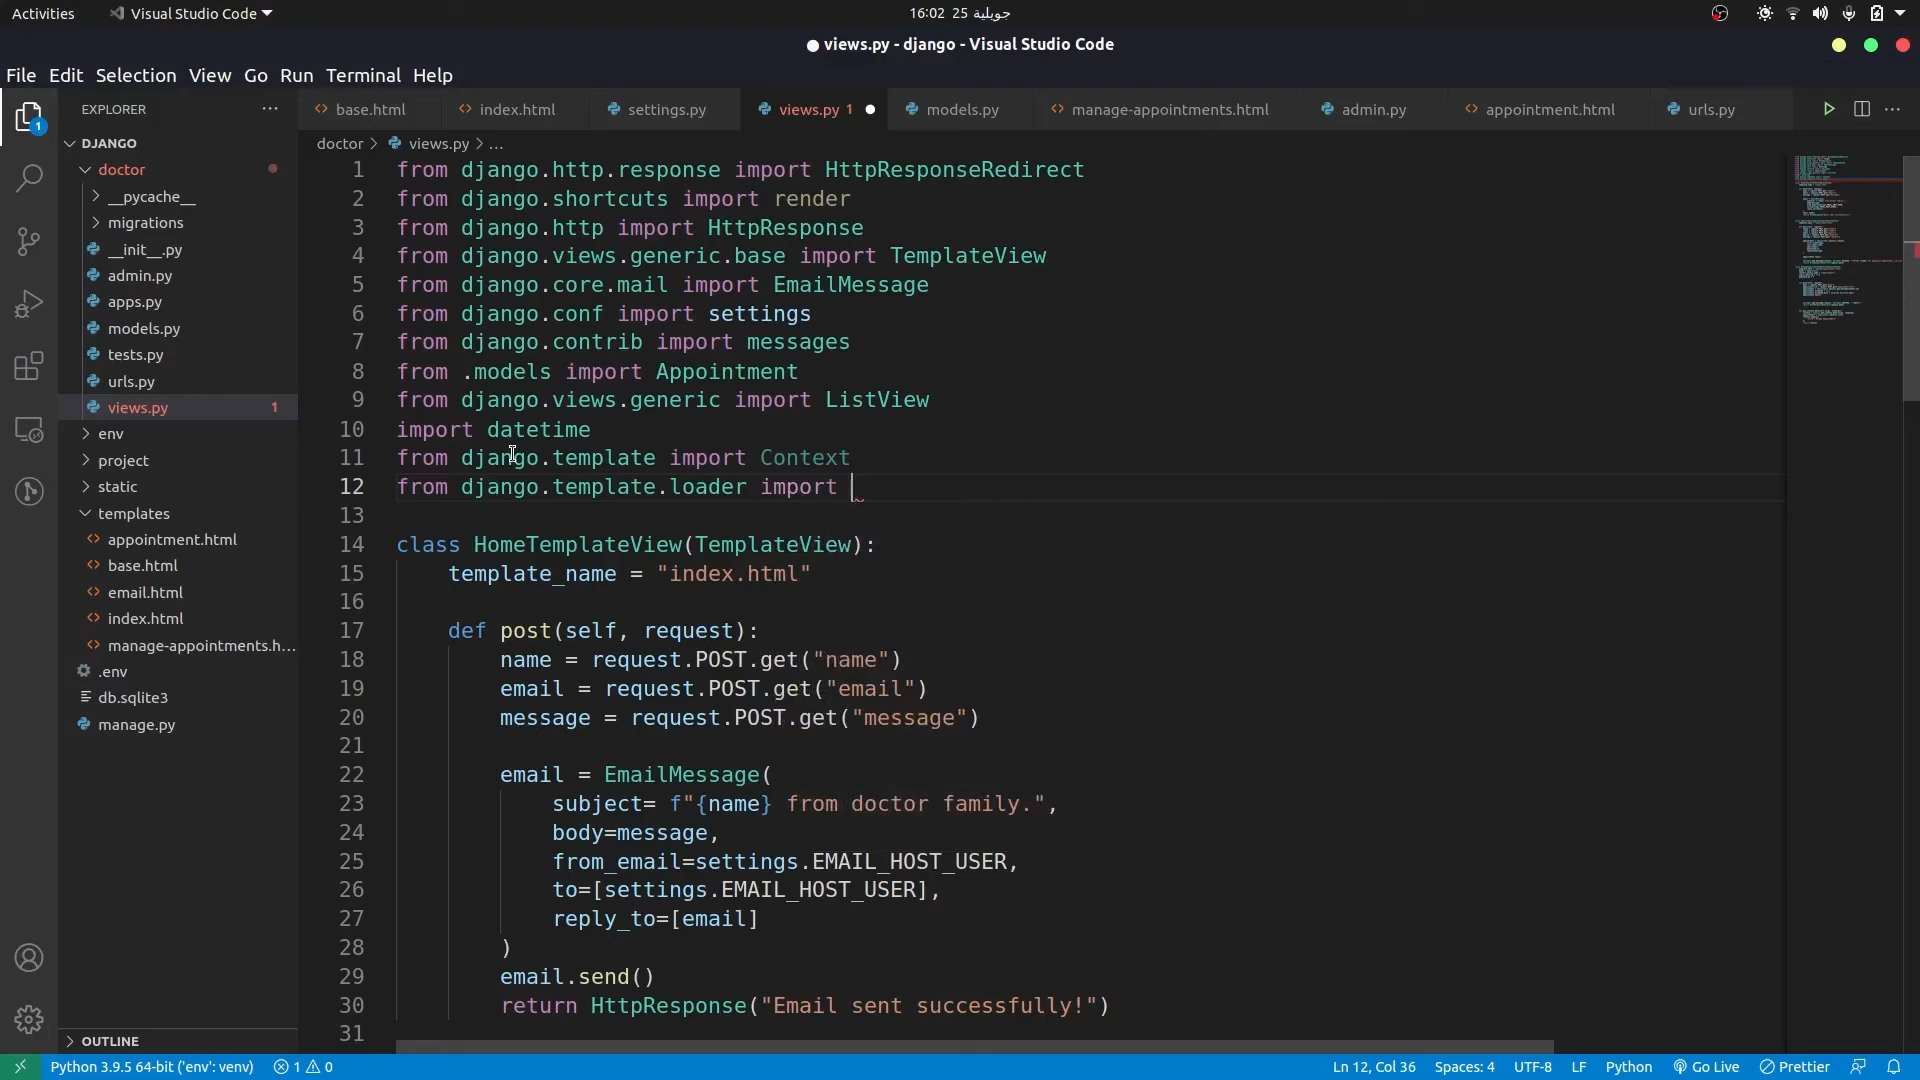 Activities
Visual Studio Code
16:02 25 جويلية
● views.py - django - Visual Studio Code
File Edit Selection View Go Run Terminal Help
EXPLORER
base.html
index.html
settings.py
views.py 1
models.py
manage-appointments.html
admin.py
appointment.html
urls.py
DJANGO
doctor
__pycache__
migrations
__init__.py
admin.py
apps.py
models.py
tests.py
urls.py
views.py 1
env
project
static
templates
appointment.html
base.html
email.html
index.html
manage-appointments.h...
.env
db.sqlite3
manage.py
OUTLINE
doctor > views.py > ...
1 from django.http.response import HttpResponseRedirect
2 from django.shortcuts import render
3 from django.http import HttpResponse
4 from django.views.generic.base import TemplateView
5 from django.core.mail import EmailMessage
6 from django.conf import settings
7 from django.contrib import messages
8 from .models import Appointment
9 from django.views.generic import ListView
10 import datetime
11 from django.template import Context
12 from django.template.loader import
13
14 class HomeTemplateView(TemplateView):
15 template_name = "index.html"
16
17 def post(self, request):
18 name = request.POST.get("name")
19 email = request.POST.get("email")
20 message = request.POST.get("message")
21
22 email = EmailMessage(
23 subject= f"{name} from doctor family.",
24 body=message,
25 from_email=settings.EMAIL_HOST_USER,
26 to=[settings.EMAIL_HOST_USER],
27 reply_to=[email]
28 )
29 email.send()
30 return HttpResponse("Email sent successfully!")
31
1
Python 3.9.5 64-bit ('env': venv)
1 0
Ln 12, Col 36
Spaces: 4
UTF-8
LF
Python
Go Live
Prettier